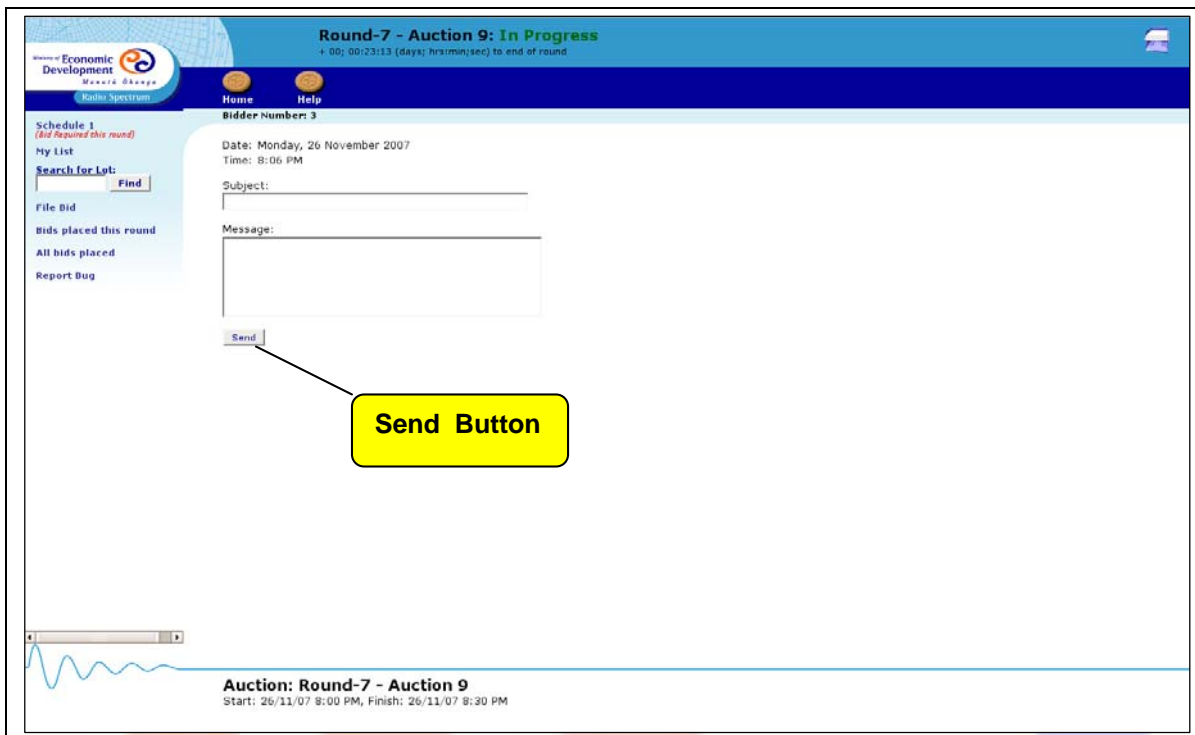 Round-7 - Auction 9: In Progress
+ 00; 00:23:13 (days; hrs:min;sec) to end of round
Ministry of Economic
Development
Manatū Ōhanga
Radio Spectrum
Home
Help
Bidder Number: 3
Schedule 1
(Bid Required this round)
My List
Search for Lot:
Find
File Bid
Bids placed this round
All bids placed
Report Bug
Date: Monday, 26 November 2007
Time: 8:06 PM
Subject:
Message:
Send
Send Button
Auction: Round-7 - Auction 9
Start: 26/11/07 8:00 PM, Finish: 26/11/07 8:30 PM